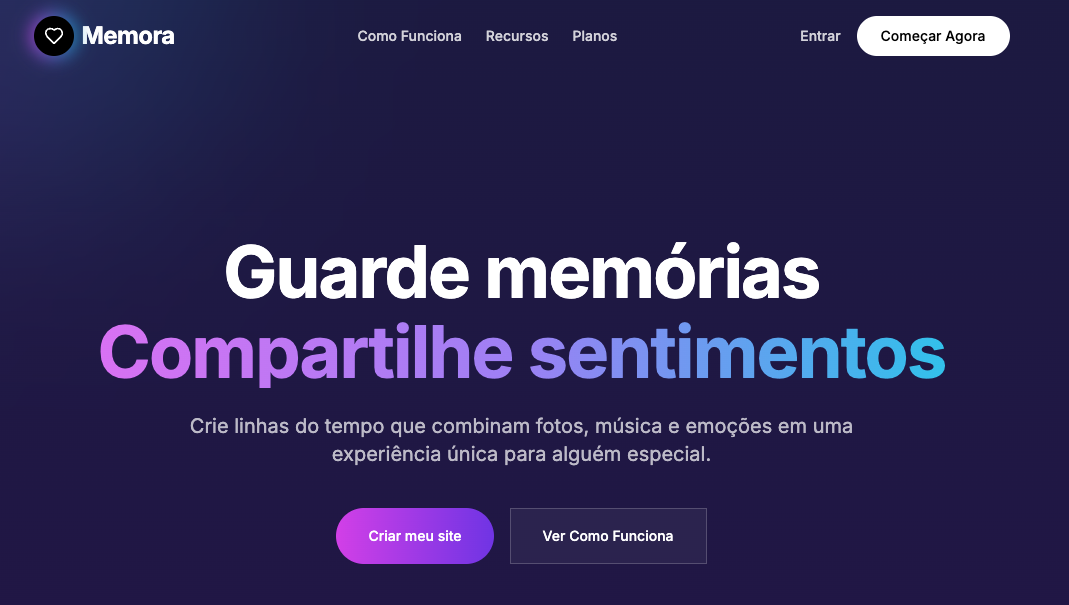 Memora
Como Funciona
Recursos
Planos
Entrar
Começar Agora
Guarde memórias
Compartilhe sentimentos
Crie linhas do tempo que combinam fotos, música e emoções em uma
experiência única para alguém especial.
Criar meu site
Ver Como Funciona